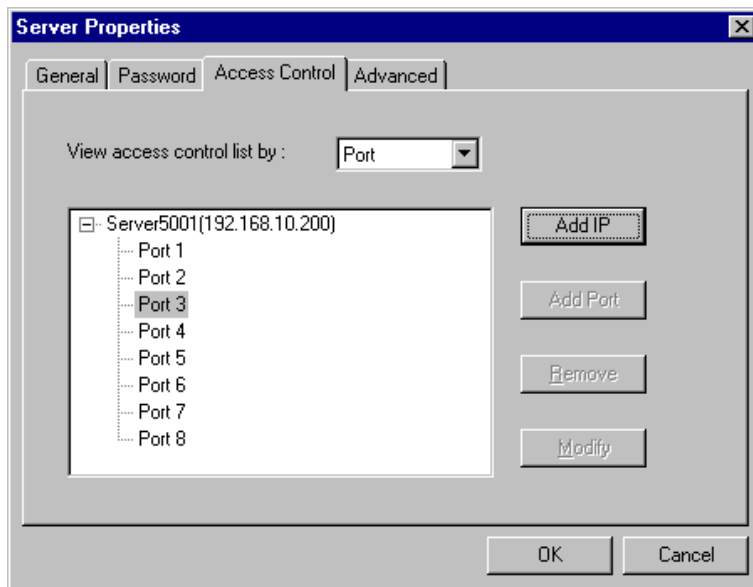 Server Properties
General Password Access Control Advanced
View access control list by : Port
Server5001(192.168.10.200)
Port 1
Port 2
Port 3
Port 4
Port 5
Port 6
Port 7
Port 8
Add IP
Add Port
Remove
Modify
OK Cancel